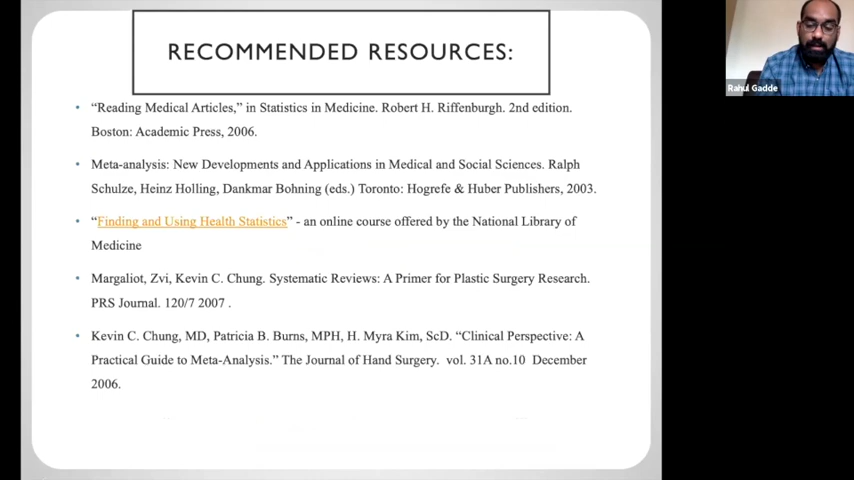 RECOMMENDED RESOURCES:
Rahul Gadde
• “Reading Medical Articles,” in Statistics in Medicine. Robert H. Riffenburgh. 2nd edition.
Boston: Academic Press, 2006.
• Meta-analysis: New Developments and Applications in Medical and Social Sciences. Ralph
Schulze, Heinz Holling, Dankmar Bohning (eds.) Toronto: Hogrefe & Huber Publishers, 2003.
• “Finding and Using Health Statistics” - an online course offered by the National Library of
Medicine
• Margaliot, Zvi, Kevin C. Chung. Systematic Reviews: A Primer for Plastic Surgery Research.
PRS Journal. 120/7 2007 .
• Kevin C. Chung, MD, Patricia B. Burns, MPH, H. Myra Kim, ScD. “Clinical Perspective: A
Practical Guide to Meta-Analysis.” The Journal of Hand Surgery. vol. 31A no.10 December
2006.